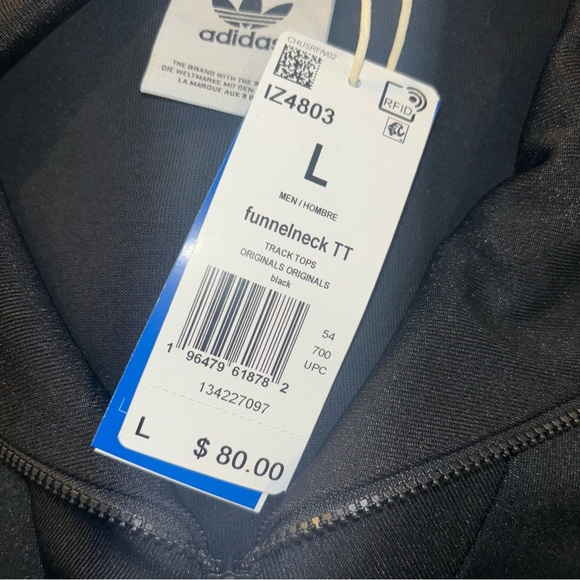 adidas
THE BRAND WITH THE
DIE WELTMARKE MIT DEN
LA MARQUE AUX 3
CHUSRF/V02
IZ4803
RFID
L
MEN / HOMBRE
funnelneck TT
TRACK TOPS
ORIGINALS ORIGINALS
black
54
700
UPC
1 96479 61878 2
134227097
L
$ 80.00